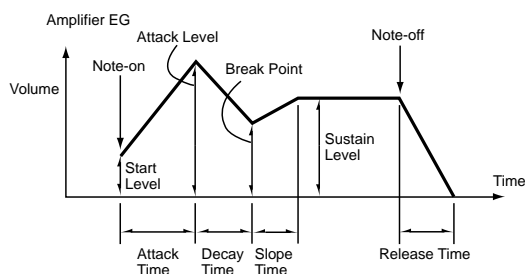 Amplifier EG
Attack Level
Note-off
Note-on
Break Point
Volume
Start
Level
Sustain
Level
Time
Attack
Time
Decay
Time
Slope
Time
Release Time